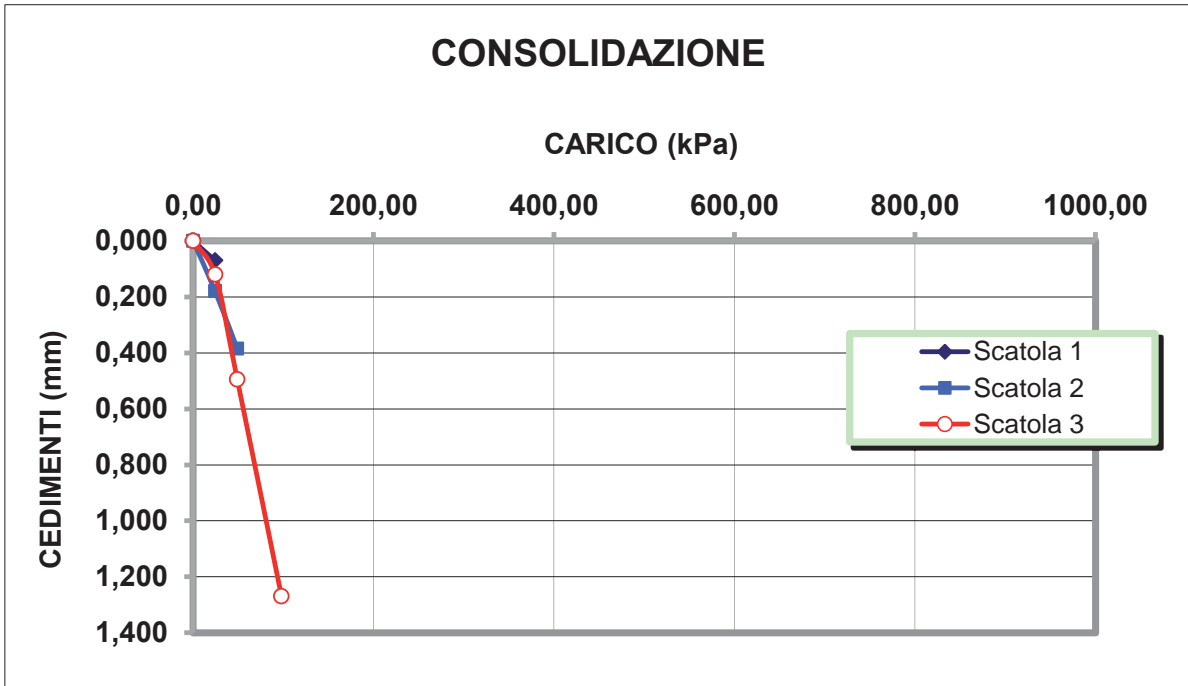 CONSOLIDAZIONE
CARICO (kPa)
0,00 200,00 400,00 600,00 800,00 1000,00
CEDIMENTI (mm)
0,000
0,200
0,400
0,600
0,800
1,000
1,200
1,400
Scatola 1
Scatola 2
Scatola 3